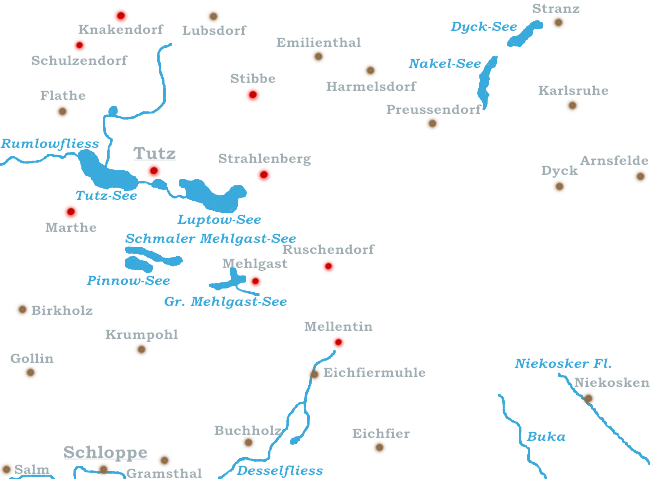 Stranz
Knakendorf
Lubsdorf
Dyck-See
Emilienthal
Schulzendorf
Nakel-See
Stibbe
Harmelsdorf
Flathe
Karlsruhe
Preussendorf
Rumlowfliess
Tutz
Strahlenberg
Arnsfelde
Dyck
Tutz-See
Luptow-See
Marthe
Schmaler Mehlgast-See
Ruschendorf
Mehlgast
Pinnow-See
Gr. Mehlgast-See
Birkholz
Mellentin
Krumpohl
Gollin
Niekosker Fl.
Eichfiermuhle
Niekosken
Buchholz
Eichfier
Buka
Schloppe
Salm
Gramsthal
Desselfliess